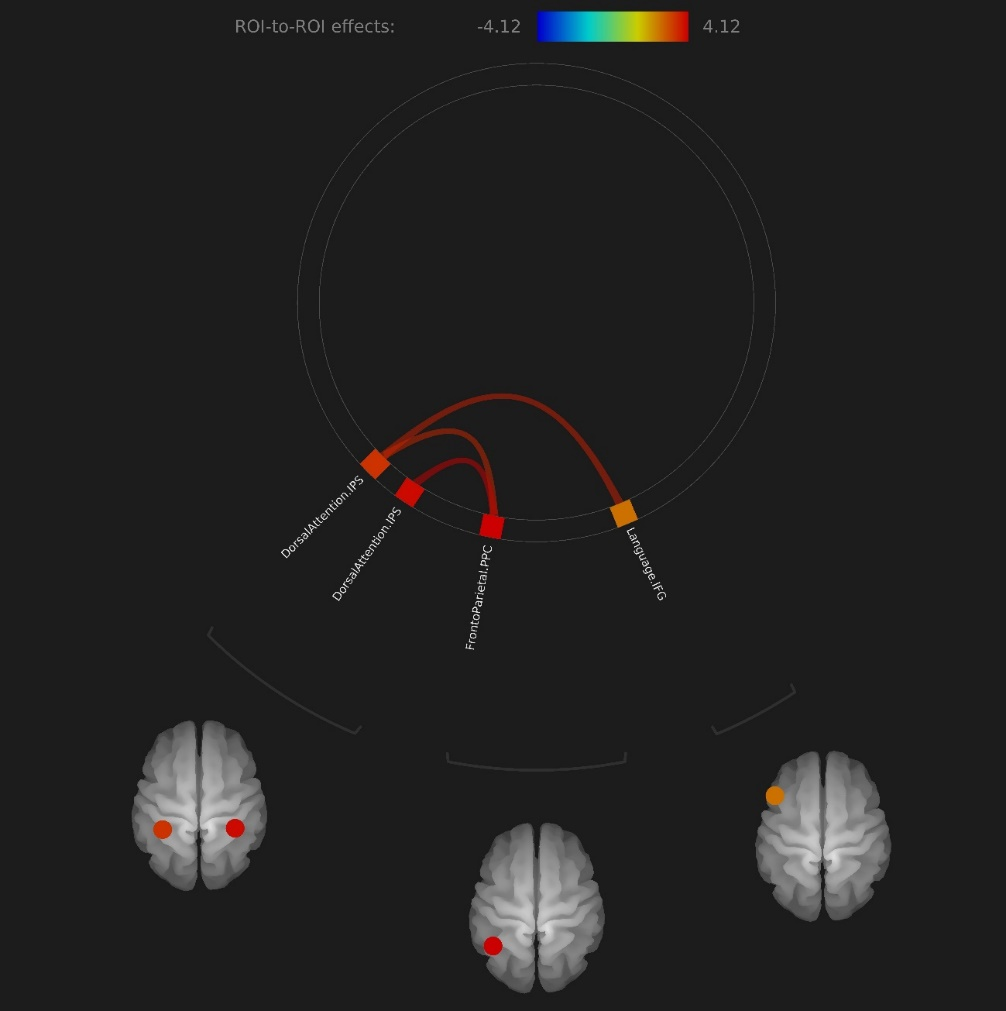 ROI-to-ROI effects: -4.12 4.12
DorsalAttention.IPS
DorsalAttention.IPS
FrontoParietal.PPC
Language.IFG